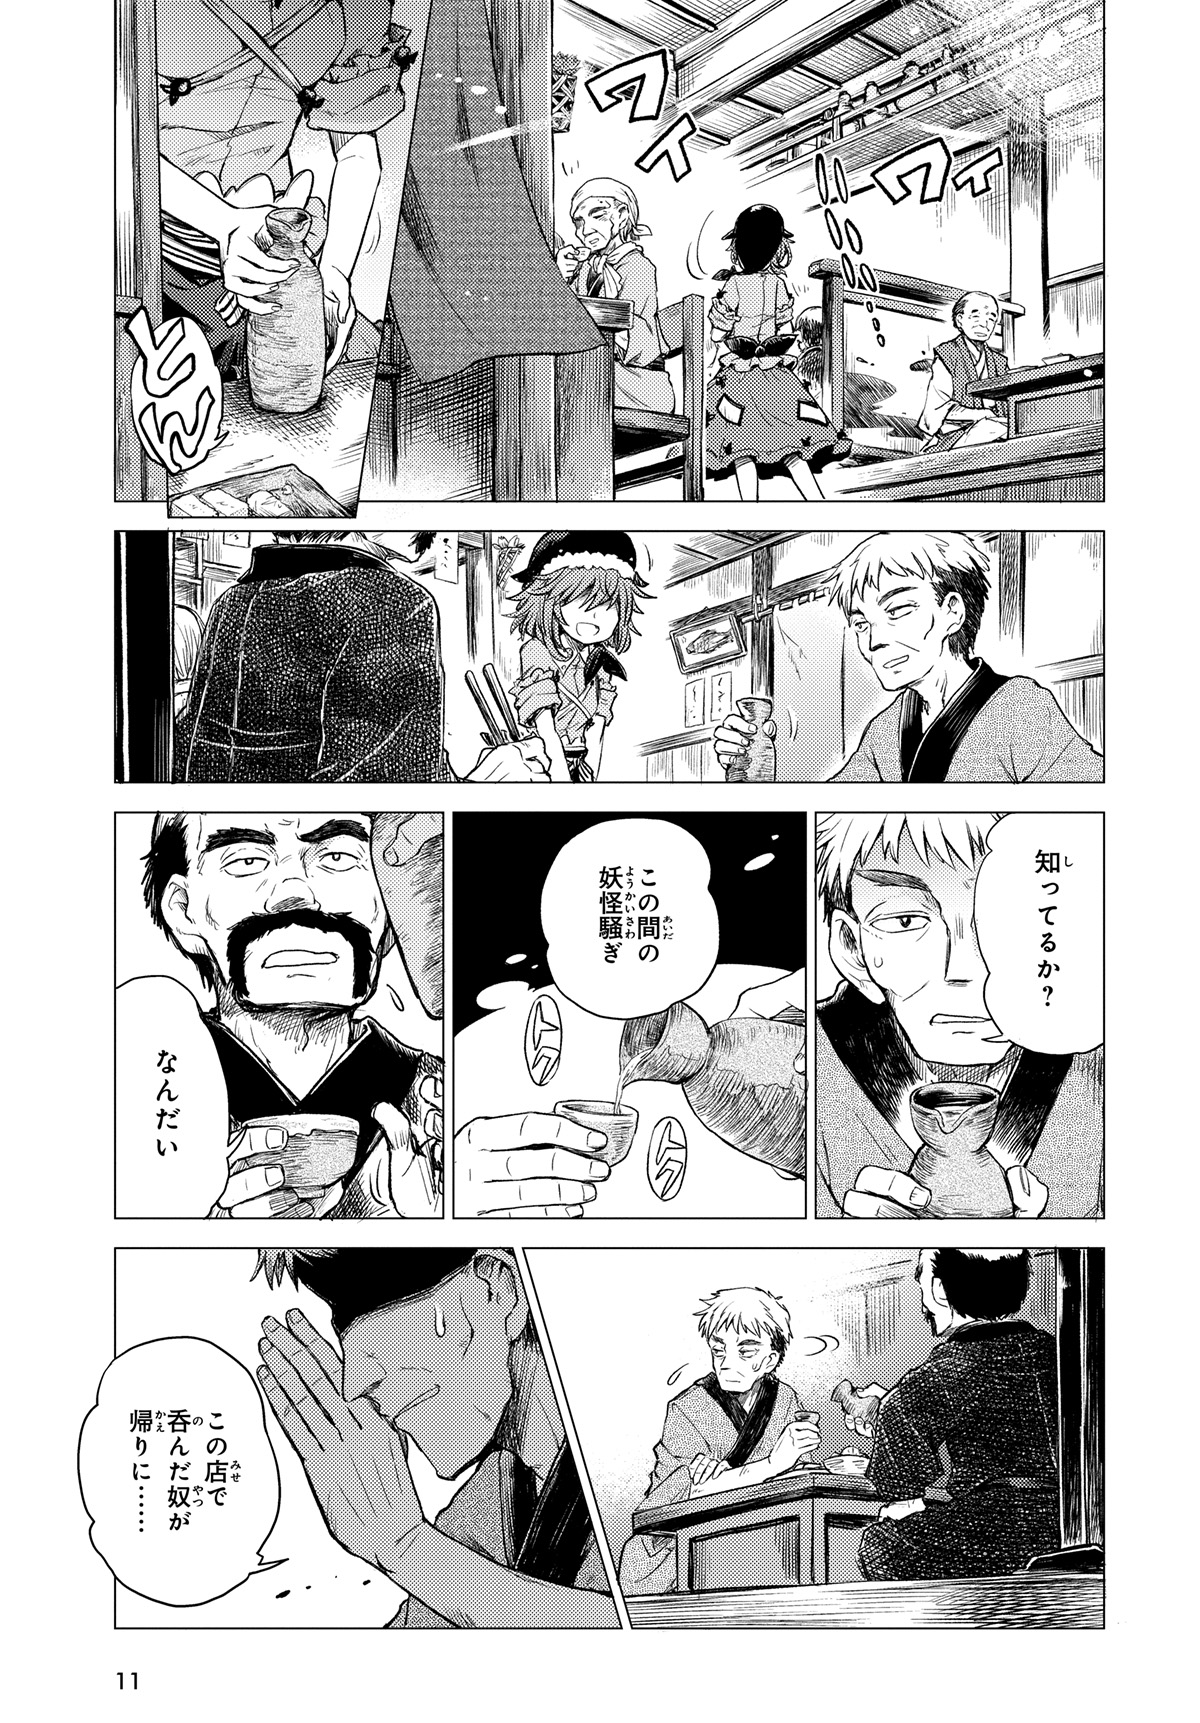 ワイ
ワイ
とん
知ってるか?
この間の
妖怪騒ぎ
トク
トク
なんだい
この店で
呑んだ奴が
帰りに……
11